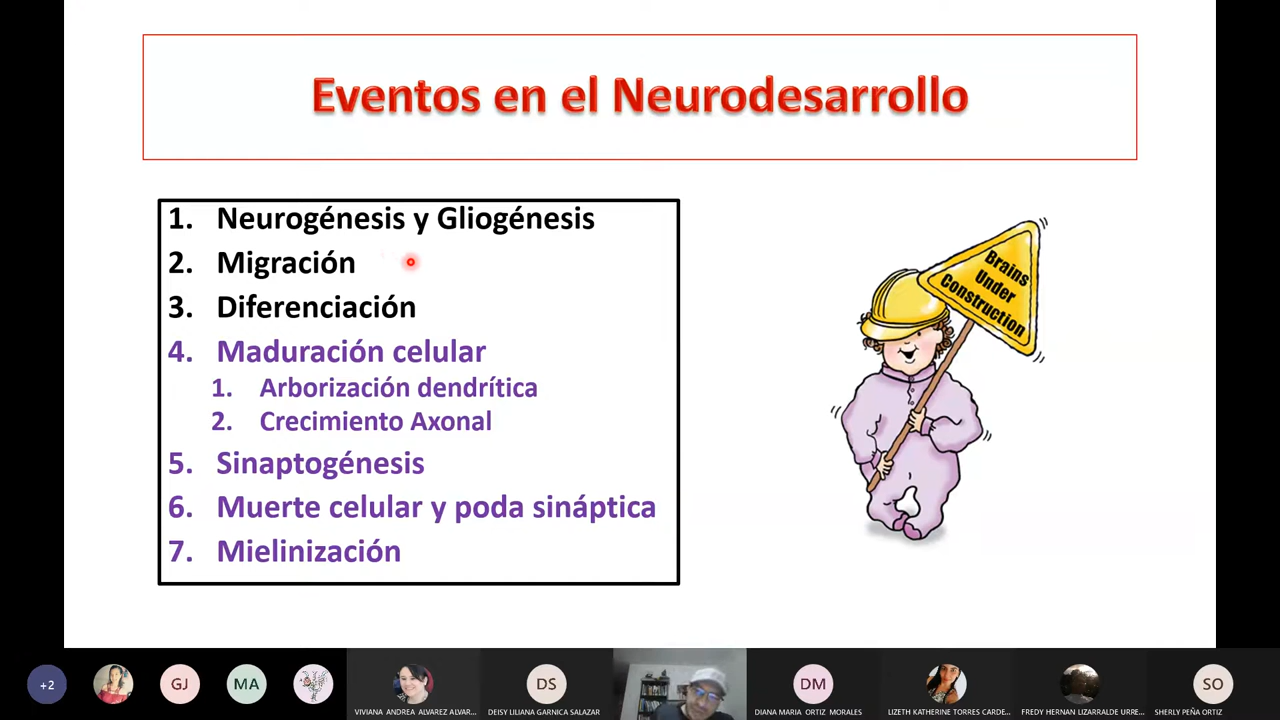 Eventos en el Neurodesarrollo
1. Neurogénesis y Gliogénesis
2. Migración
3. Diferenciación
4. Maduración celular
1. Arborización dendrítica
2. Crecimiento Axonal
5. Sinaptogénesis
6. Muerte celular y poda sináptica
7. Mielinización
Brains
Under
Construction
+2
GJ
MA
DS
DM
SO
VIVIANA ANDREA ALVAREZ ALVAR...
DEISY LILIANA GARNICA SALAZAR
DIANA MARIA ORTIZ MORALES
LIZETH KATHERINE TORRES CARDE...
FREDY HERNAN LIZARRALDE URRE...
SHERLY PEÑA ORTIZ